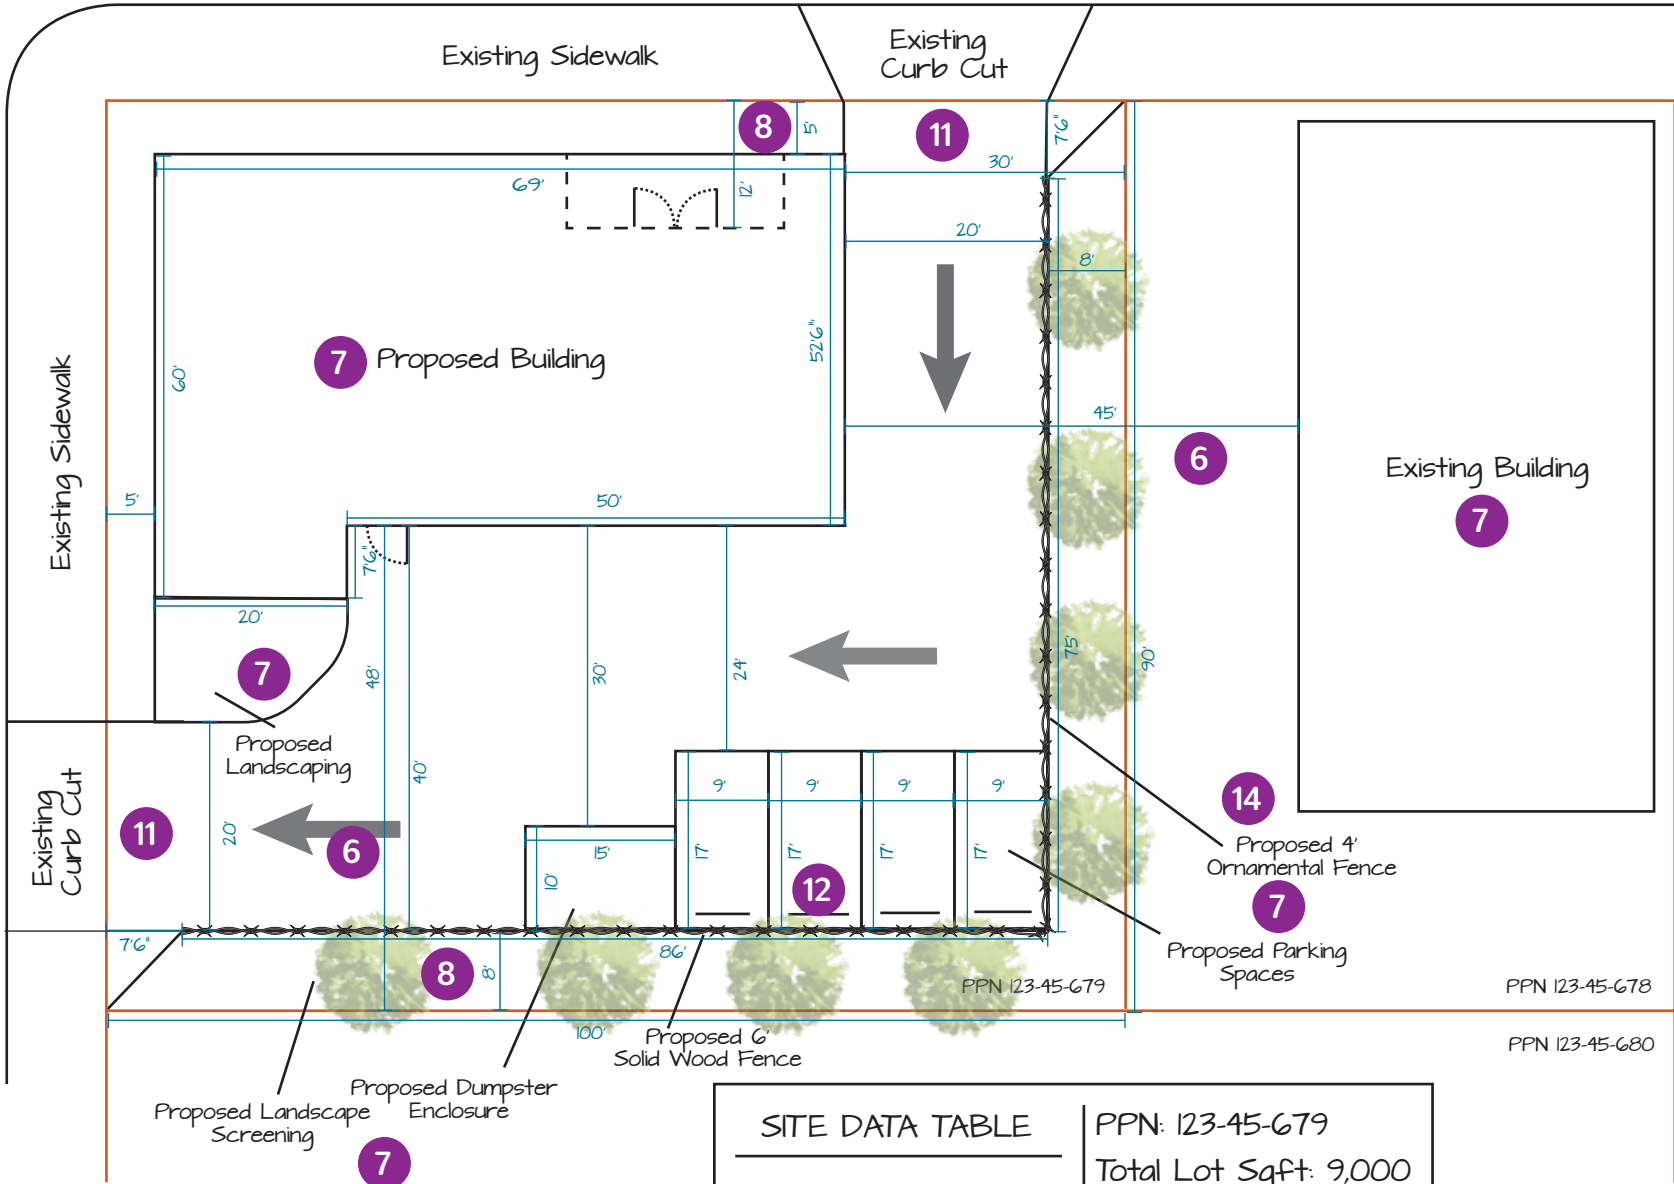 Existing Sidewalk
Existing
Curb Cut
8
5'
11
7'6"
30'
69'
12'
20'
8'
60'
7
Proposed Building
52'6"
45'
6
Existing Building
7
Existing Sidewalk
5'
50'
7'6"
20'
7
48'
30'
24'
75'
90'
Proposed
Landscaping
40'
Existing
Curb Cut
11
20'
6
15'
10'
9'
9'
9'
9'
17'
17'
17'
17'
12
14
Proposed 4'
Ornamental Fence
7
Proposed Parking
Spaces
7'6"
86'
8
8'
PPN 123-45-679
PPN 123-45-678
100'
Proposed 6'
Solid Wood Fence
PPN 123-45-680
Proposed Dumpster
Enclosure
Proposed Landscape
Screening
7
SITE DATA TABLE
PPN: 123-45-679
Total Lot Sqft: 9,000